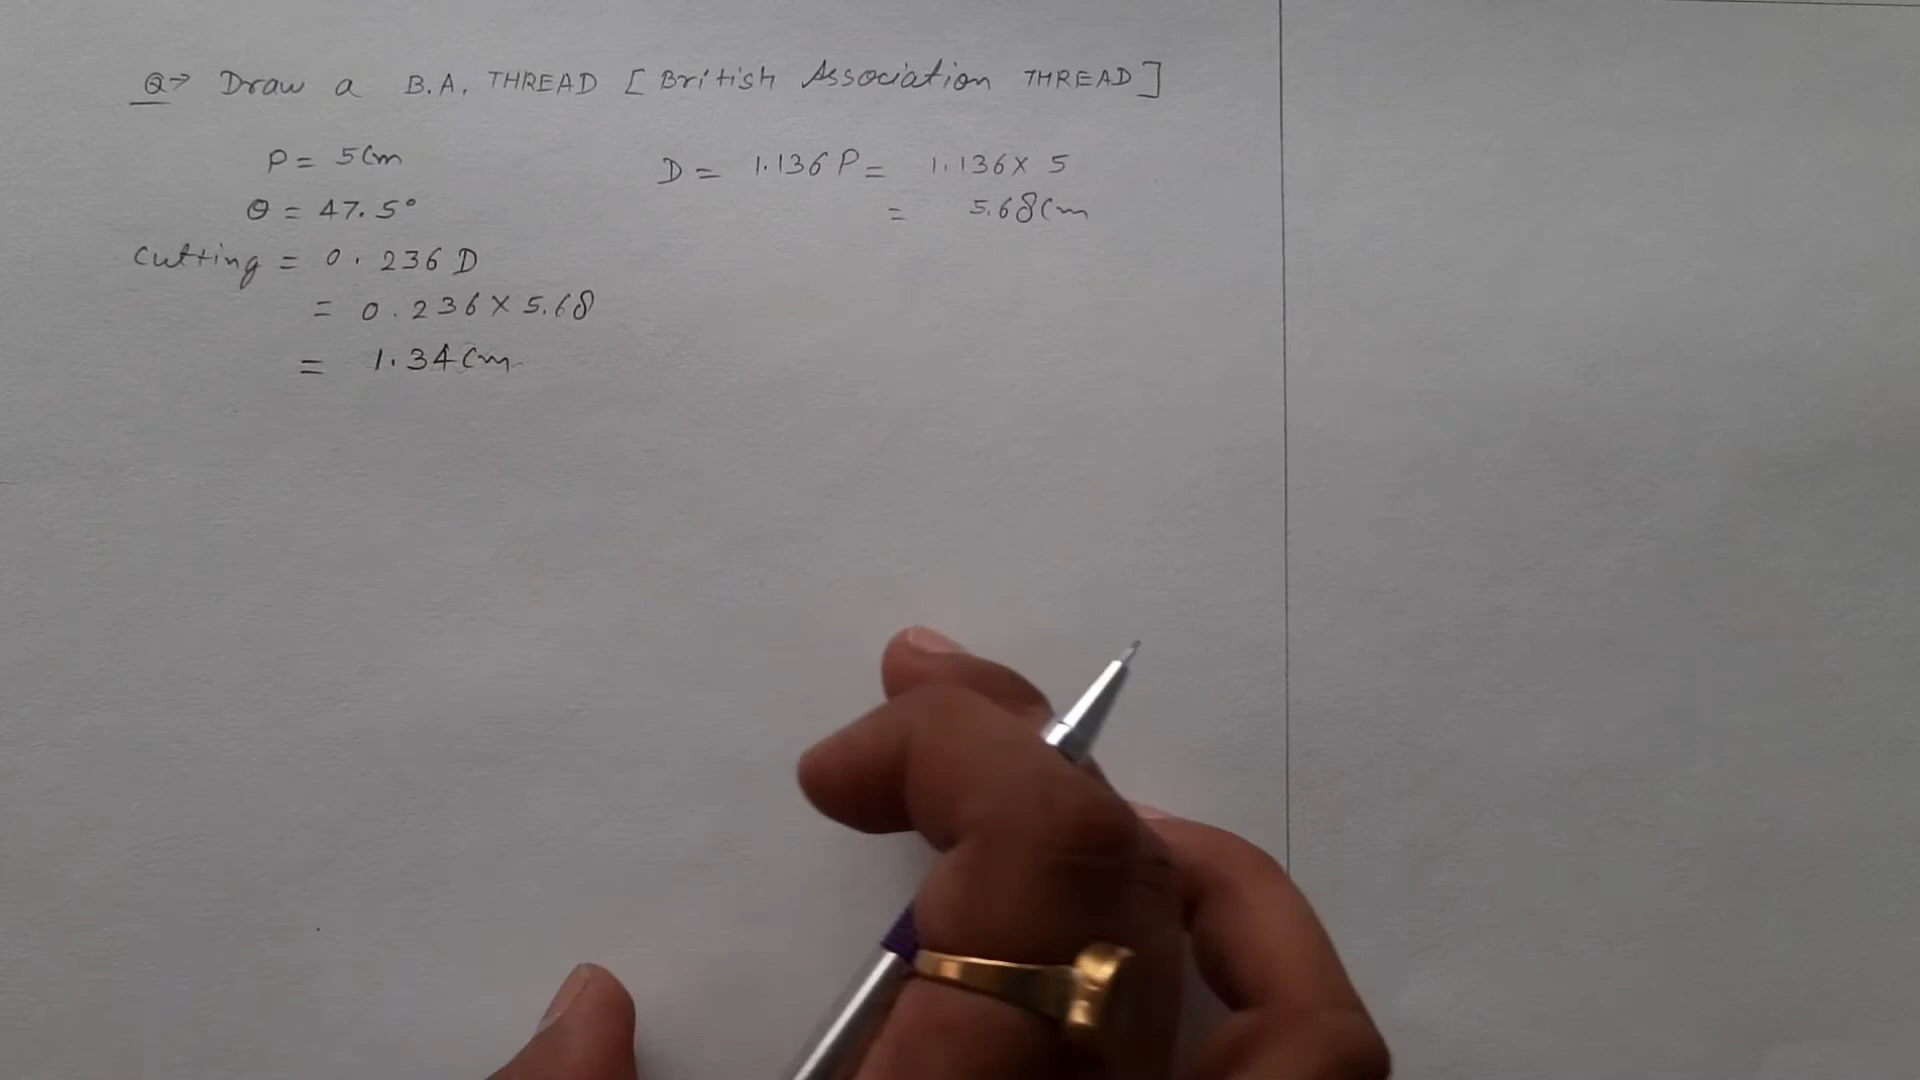 Q→ Draw a B.A. THREAD [British Association THREAD]
P = 5cm
θ = 47.5°
cutting = 0.236 D
= 0.236 × 5.68
= 1.34cm
D = 1.136 P = 1.136 × 5
= 5.68cm